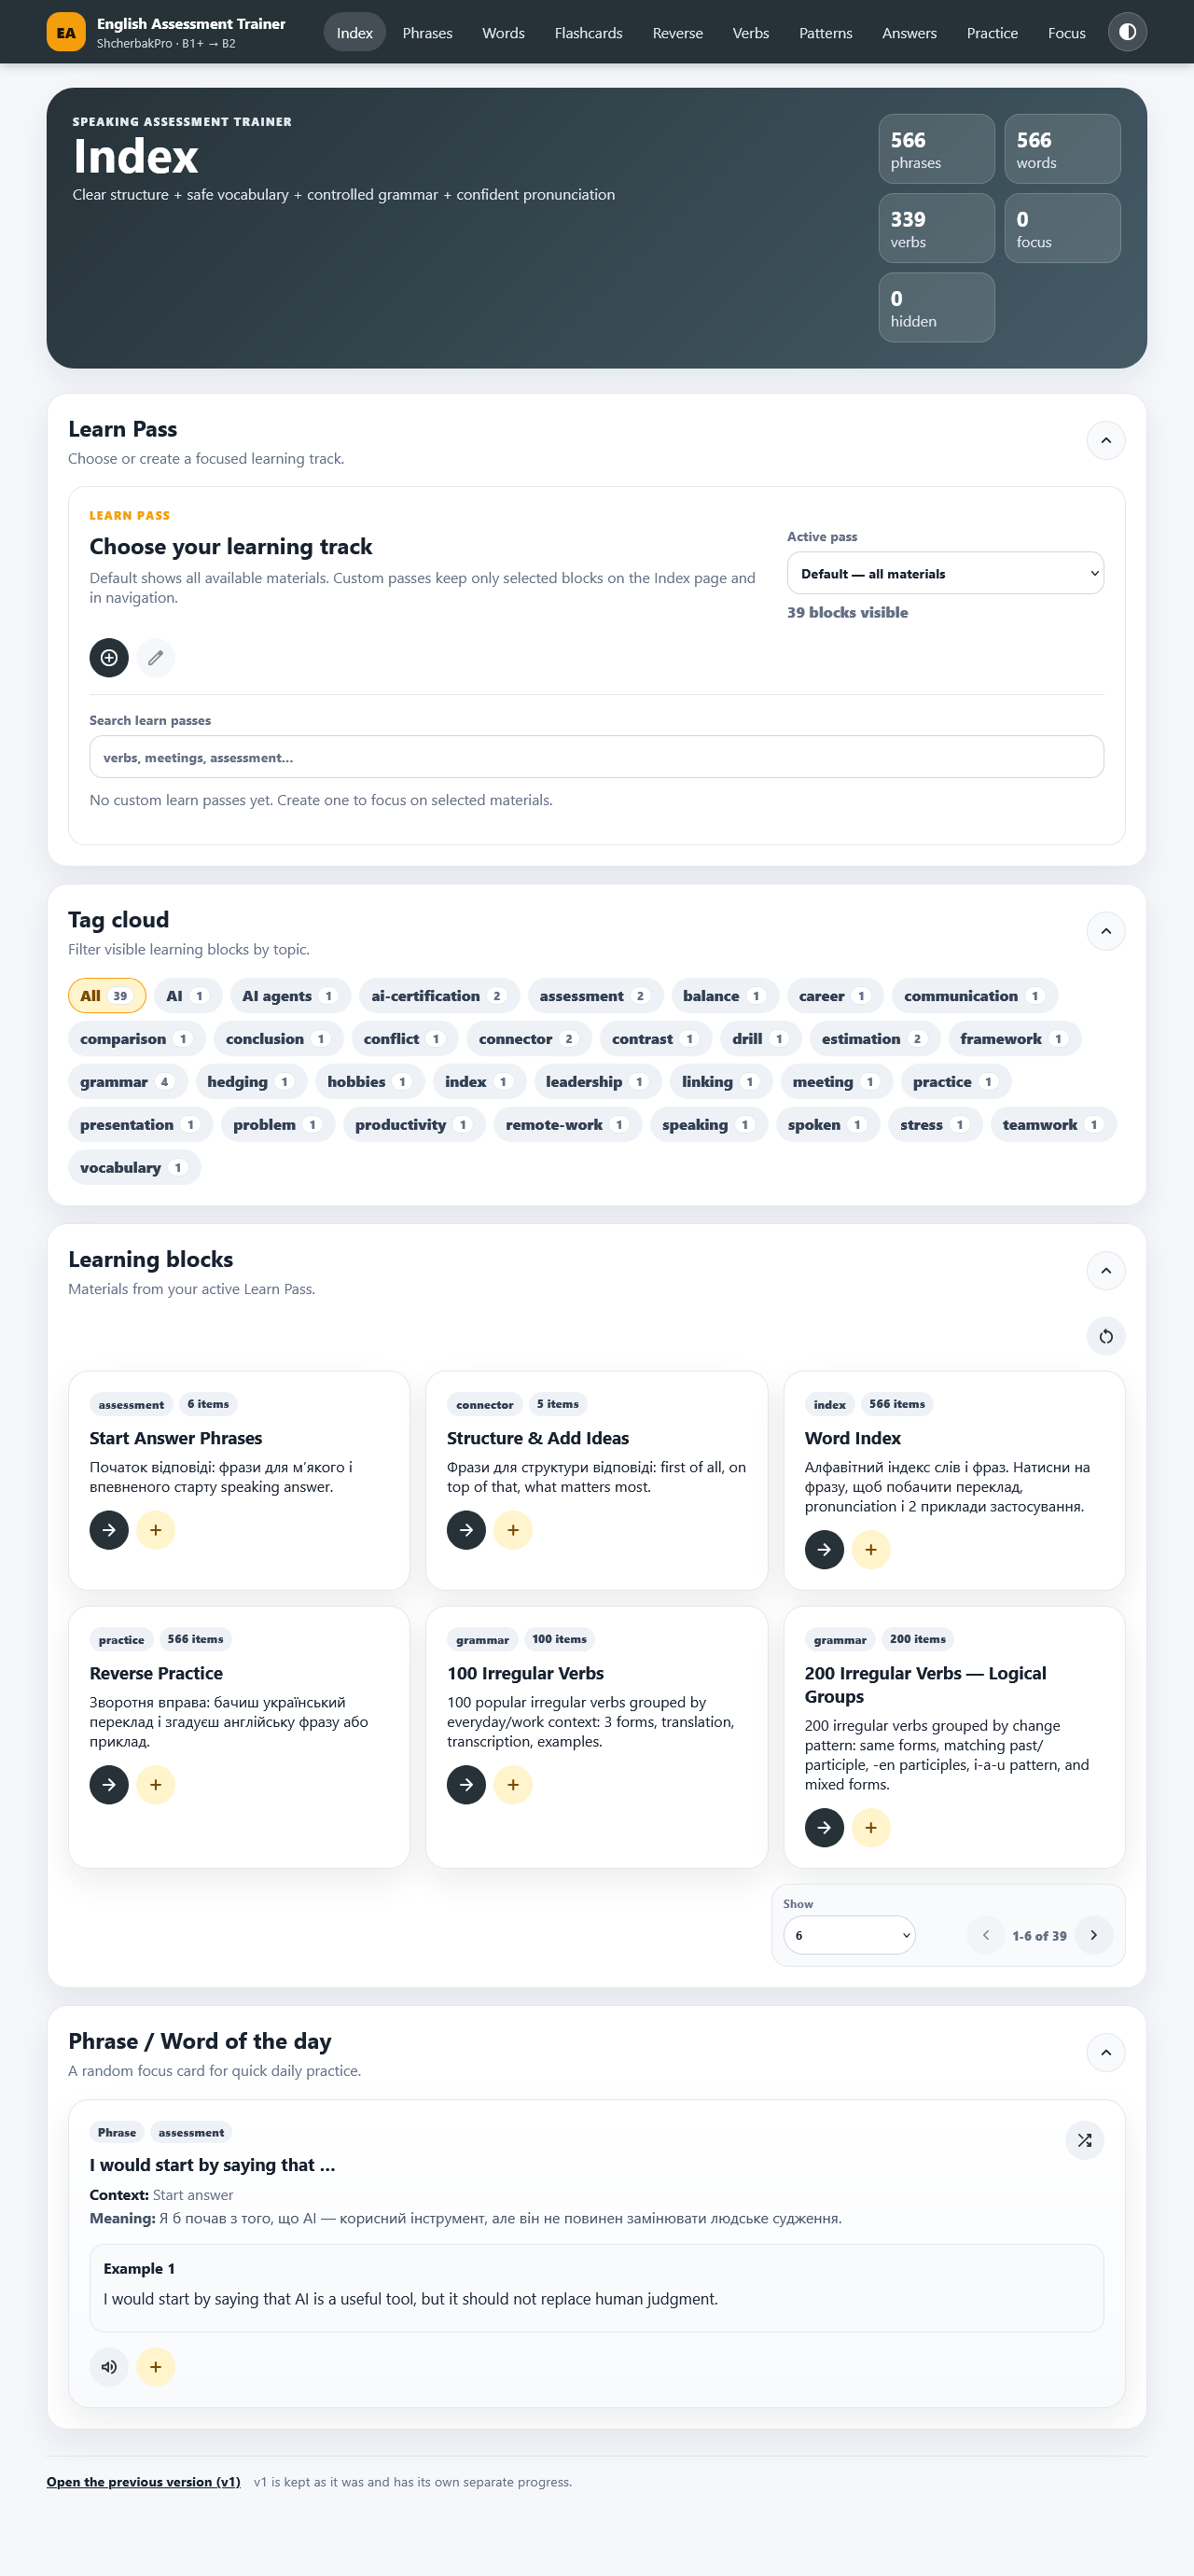 EA
English Assessment Trainer
ShcherbakPro · B1+ → B2
Index
Phrases
Words
Flashcards
Reverse
Verbs
Patterns
Answers
Practice
Focus
SPEAKING ASSESSMENT TRAINER
Index
Clear structure + safe vocabulary + controlled grammar + confident pronunciation
566
phrases
566
words
339
verbs
0
focus
0
hidden
Learn Pass
Choose or create a focused learning track.
LEARN PASS
Choose your learning track
Default shows all available materials. Custom passes keep only selected blocks on the Index page and
in navigation.
Active pass
Default — all materials
39 blocks visible
Search learn passes
verbs, meetings, assessment...
No custom learn passes yet. Create one to focus on selected materials.
Tag cloud
Filter visible learning blocks by topic.
All 39
AI 1
AI agents 1
ai-certification 2
assessment 2
balance 1
career 1
communication 1
comparison 1
conclusion 1
conflict 1
connector 2
contrast 1
drill 1
estimation 2
framework 1
grammar 4
hedging 1
hobbies 1
index 1
leadership 1
linking 1
meeting 1
practice 1
presentation 1
problem 1
productivity 1
remote-work 1
speaking 1
spoken 1
stress 1
teamwork 1
vocabulary 1
Learning blocks
Materials from your active Learn Pass.
assessment 6 items
Start Answer Phrases
Початок відповіді: фрази для м’якого і
впевненого старту speaking answer.
connector 5 items
Structure & Add Ideas
Фрази для структури відповіді: first of all, on
top of that, what matters most.
index 566 items
Word Index
Алфавітний індекс слів і фраз. Натисни на
фразу, щоб побачити переклад,
pronunciation і 2 приклади застосування.
practice 566 items
Reverse Practice
Зворотня вправа: бачиш український
переклад і згадуєш англійську фразу або
приклад.
grammar 100 items
100 Irregular Verbs
100 popular irregular verbs grouped by
everyday/work context: 3 forms, translation,
transcription, examples.
grammar 200 items
200 Irregular Verbs — Logical
Groups
200 irregular verbs grouped by change
pattern: same forms, matching past/
participle, -en participles, i-a-u pattern, and
mixed forms.
Show
6
1-6 of 39
Phrase / Word of the day
A random focus card for quick daily practice.
Phrase assessment
I would start by saying that ...
Context: Start answer
Meaning: Я б почав з того, що AI — корисний інструмент, але він не повинен замінювати людське судження.
Example 1
I would start by saying that AI is a useful tool, but it should not replace human judgment.
Open the previous version (v1) v1 is kept as it was and has its own separate progress.